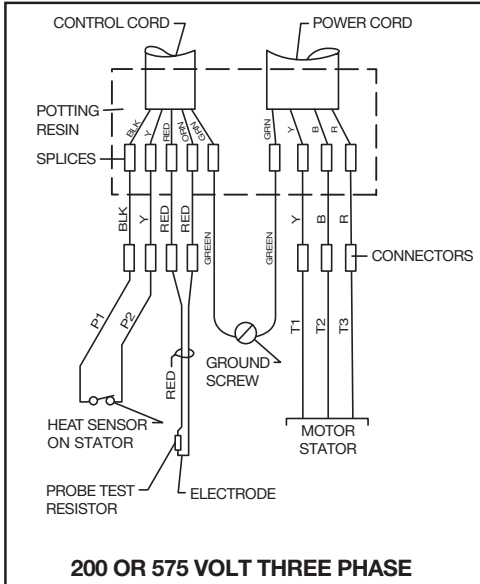 CONTROL CORD
POWER CORD
POTTING
RESIN
BLK
Y
RED
ORN
GRN
GRN
Y
B
R
SPLICES
BLK
Y
RED
RED
GREEN
GREEN
Y
B
R
CONNECTORS
P1
P2
T1
T2
T3
RED
GROUND
SCREW
HEAT SENSOR
ON STATOR
MOTOR
STATOR
PROBE TEST
RESISTOR
ELECTRODE
200 OR 575 VOLT THREE PHASE